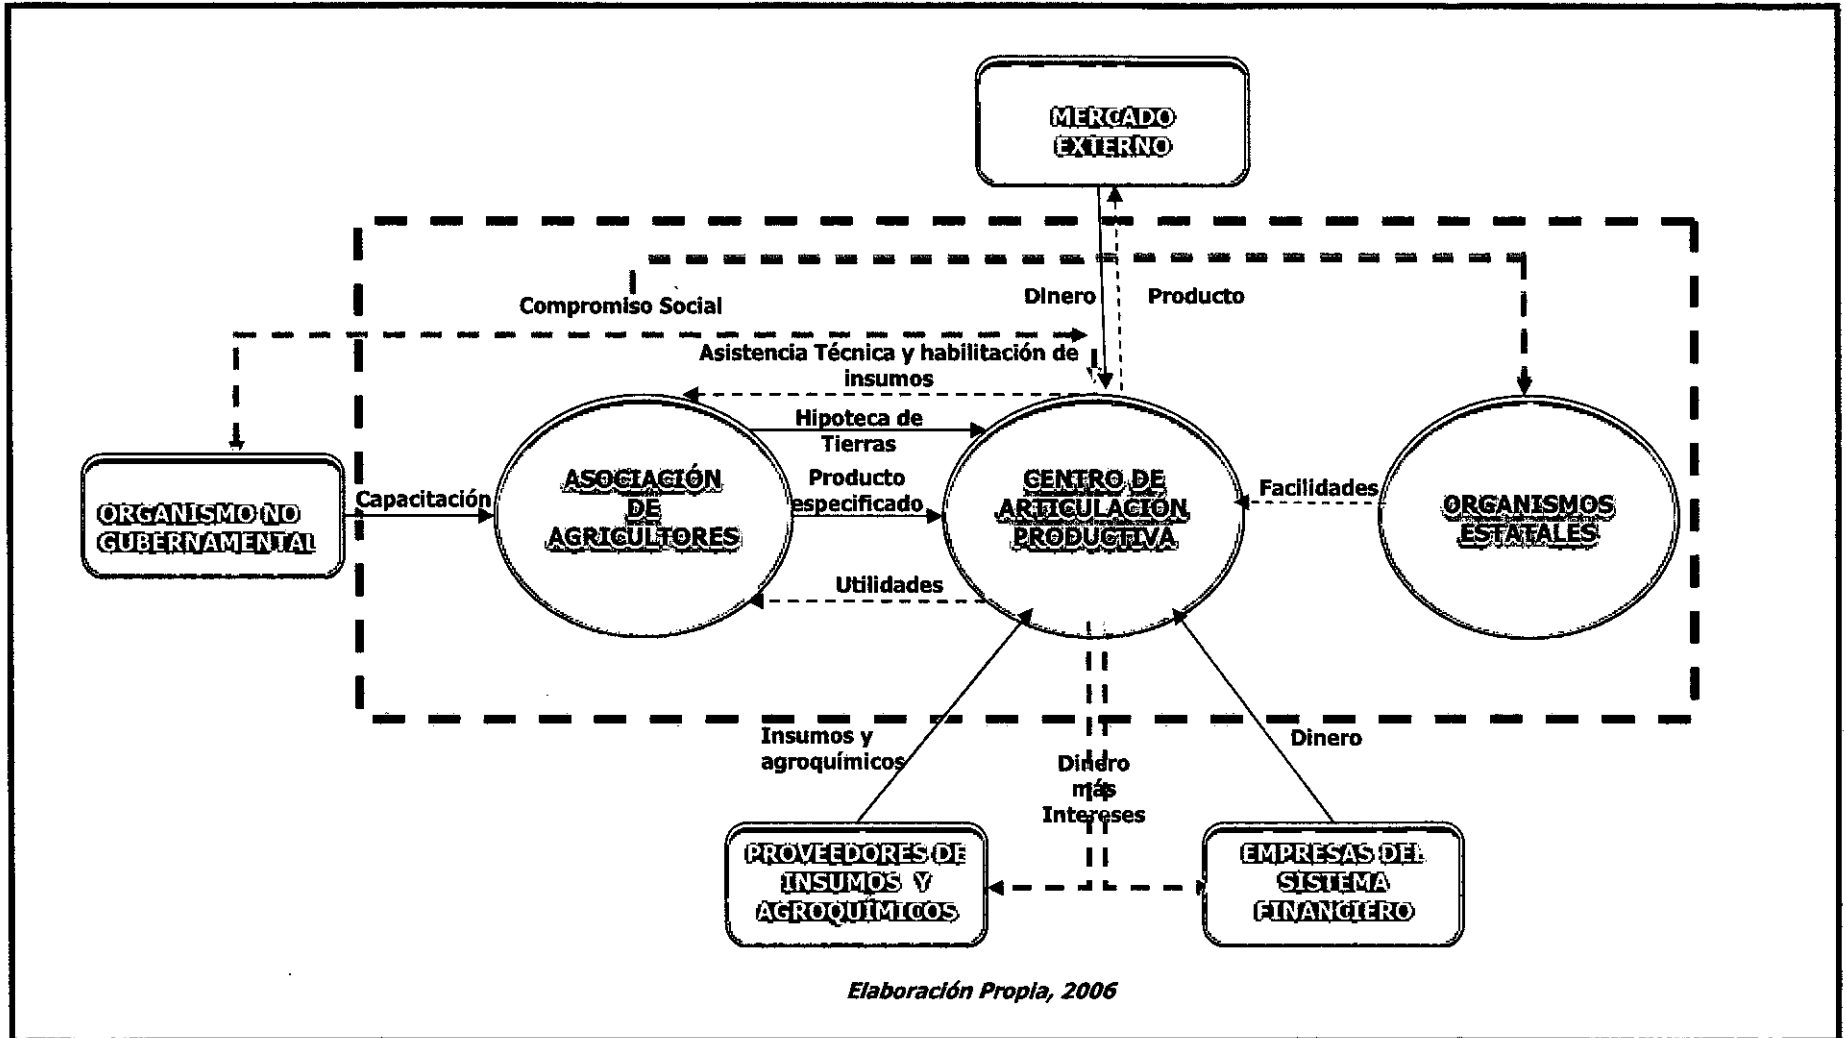 MERCADO
EXTERNO
Compromiso Social
Dinero
Producto
Asistencia Técnica y habilitación de
insumos
Hipoteca de
Tierras
ORGANISMO NO
GUBERNAMENTAL
Capacitación
ASOCIACIÓN
DE
AGRICULTORES
Producto
especificado
CENTRO DE
ARTICULACIÓN
PRODUCTIVA
Facilidades
ORGANISMOS
ESTATALES
Utilidades
Insumos y
agroquímicos
Dinero
más
Intereses
Dinero
PROVEEDORES DE
INSUMOS Y
AGROQUÍMICOS
EMPRESAS DEL
SISTEMA
FINANCIERO
Elaboración Propia, 2006